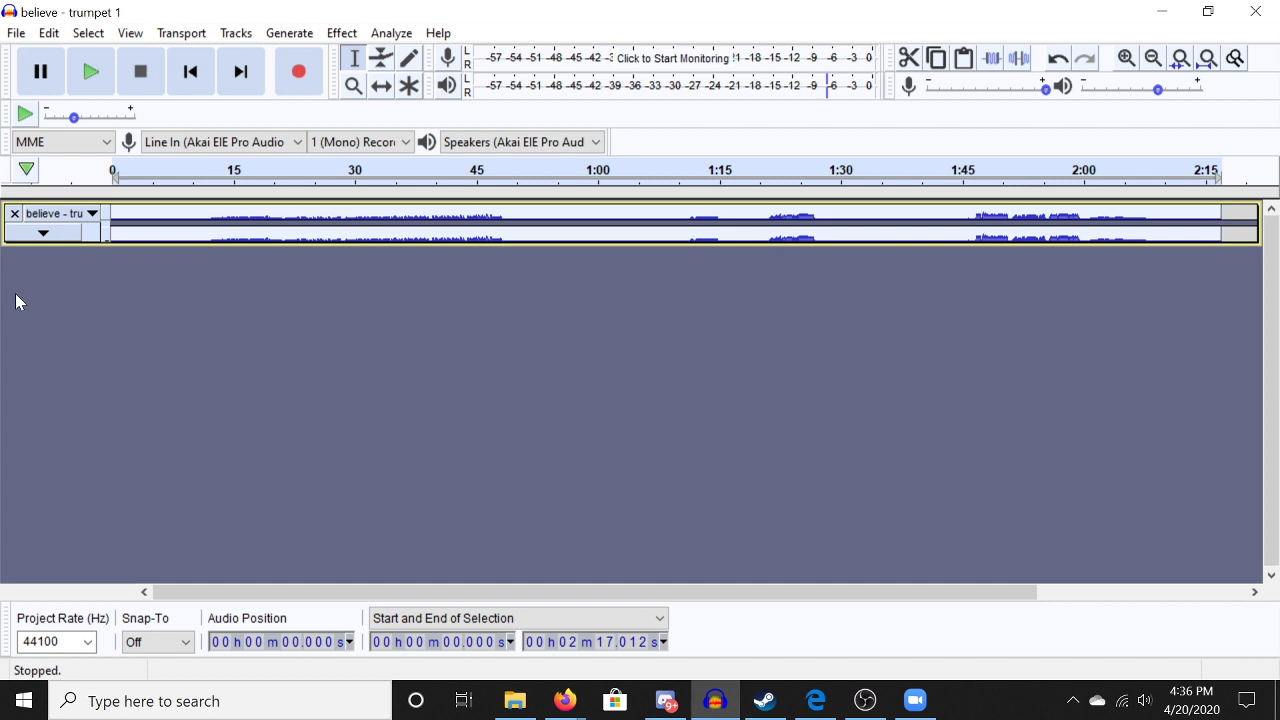 believe - trumpet 1
File Edit Select View Transport Tracks Generate Effect Analyze Help
L R -57 -54 -51 -48 -45 -42 -3 Click to Start Monitoring !1 -18 -15 -12 -9 -6 -3 0
L R -57 -54 -51 -48 -45 -42 -39 -36 -33 -30 -27 -24 -21 -18 -15 -12 -9 -6 -3 0
- + - +
- +
MME Line In (Akai EIE Pro Audio 1 (Mono) Recor Speakers (Akai EIE Pro Aud
0 15 30 45 1:00 1:15 1:30 1:45 2:00 2:15
believe - tru
Project Rate (Hz) Snap-To Audio Position Start and End of Selection
44100 Off 00 h 00 m 00.000 s 00 h 00 m 00.000 s 00 h 02 m 17.012 s
Stopped.
Type here to search 9+ 4:36 PM
4/20/2020